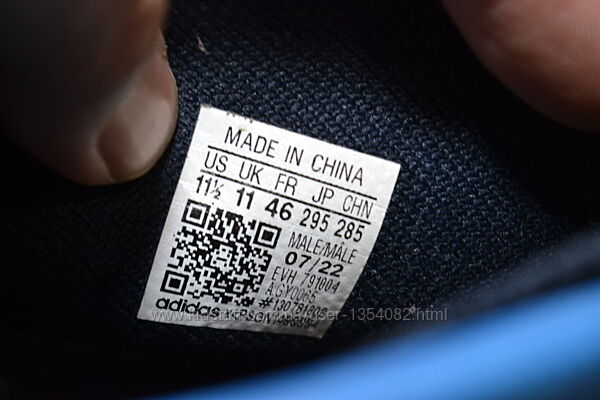 MADE IN CHINA
US UK FR JP CHN
11½ 11 46 295 285
MALE/MÂLE
07/22
EVH 791004
adidas